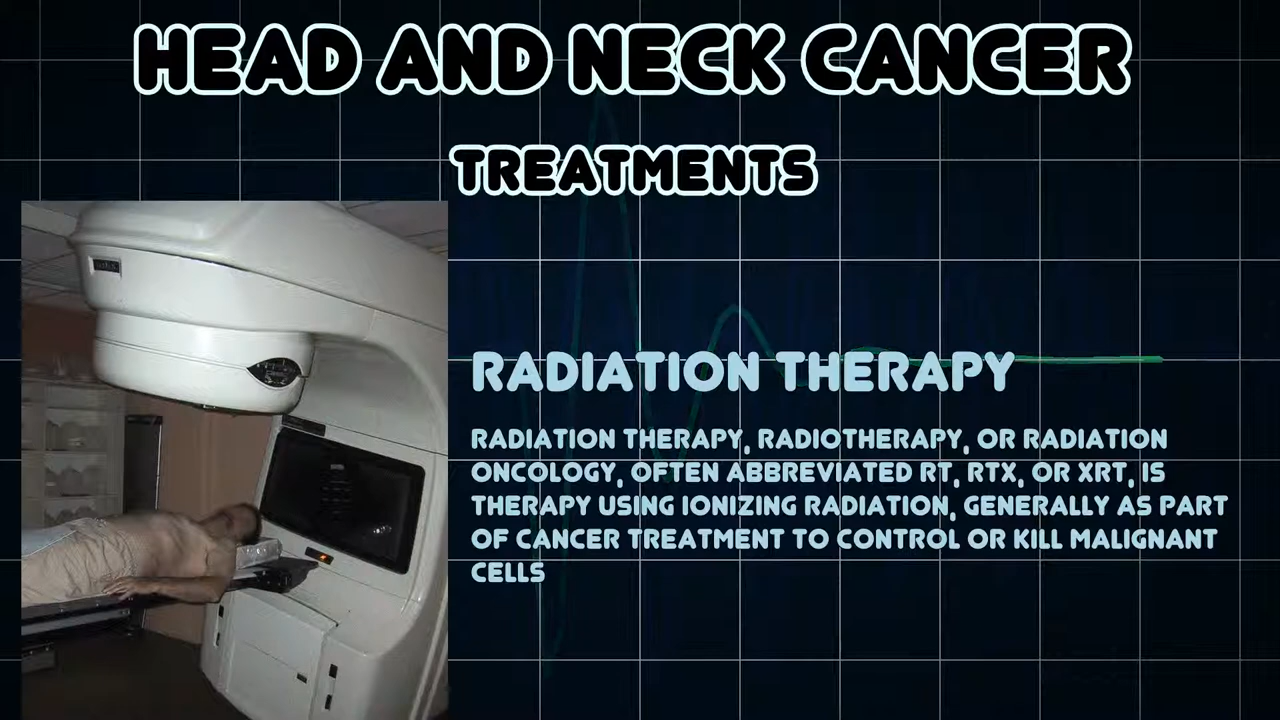 HEAD AND NECK CANCER
TREATMENTS
RADIATION THERAPY
RADIATION THERAPY, RADIOTHERAPY, OR RADIATION
ONCOLOGY, OFTEN ABBREVIATED RT, RTX, OR XRT, IS
THERAPY USING IONIZING RADIATION, GENERALLY AS PART
OF CANCER TREATMENT TO CONTROL OR KILL MALIGNANT
CELLS